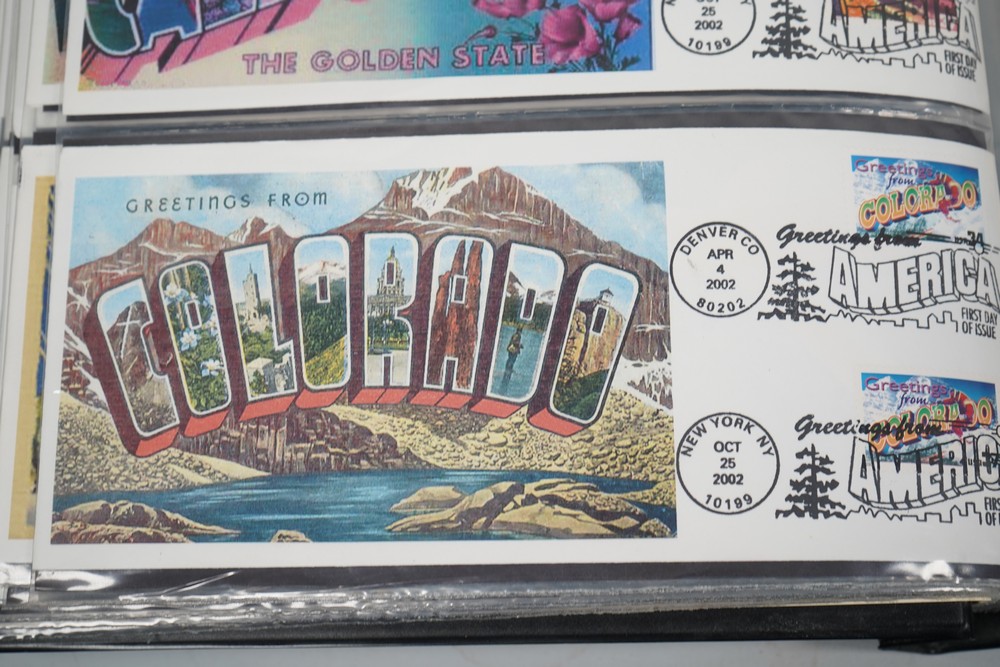 THE GOLDEN STATE
25
2002
10199
AMERICA
FIRST DAY
OF ISSUE
GREETINGS FROM
COLORADO
DENVER CO
APR
4
2002
80202
Greetings
from
COLORADO
34
Greetings from
AMERICA
FIRST DAY
OF ISSUE
NEW YORK NY
OCT
25
2002
10199
Greetings
from
COLORADO
Greetings from
AMERIC